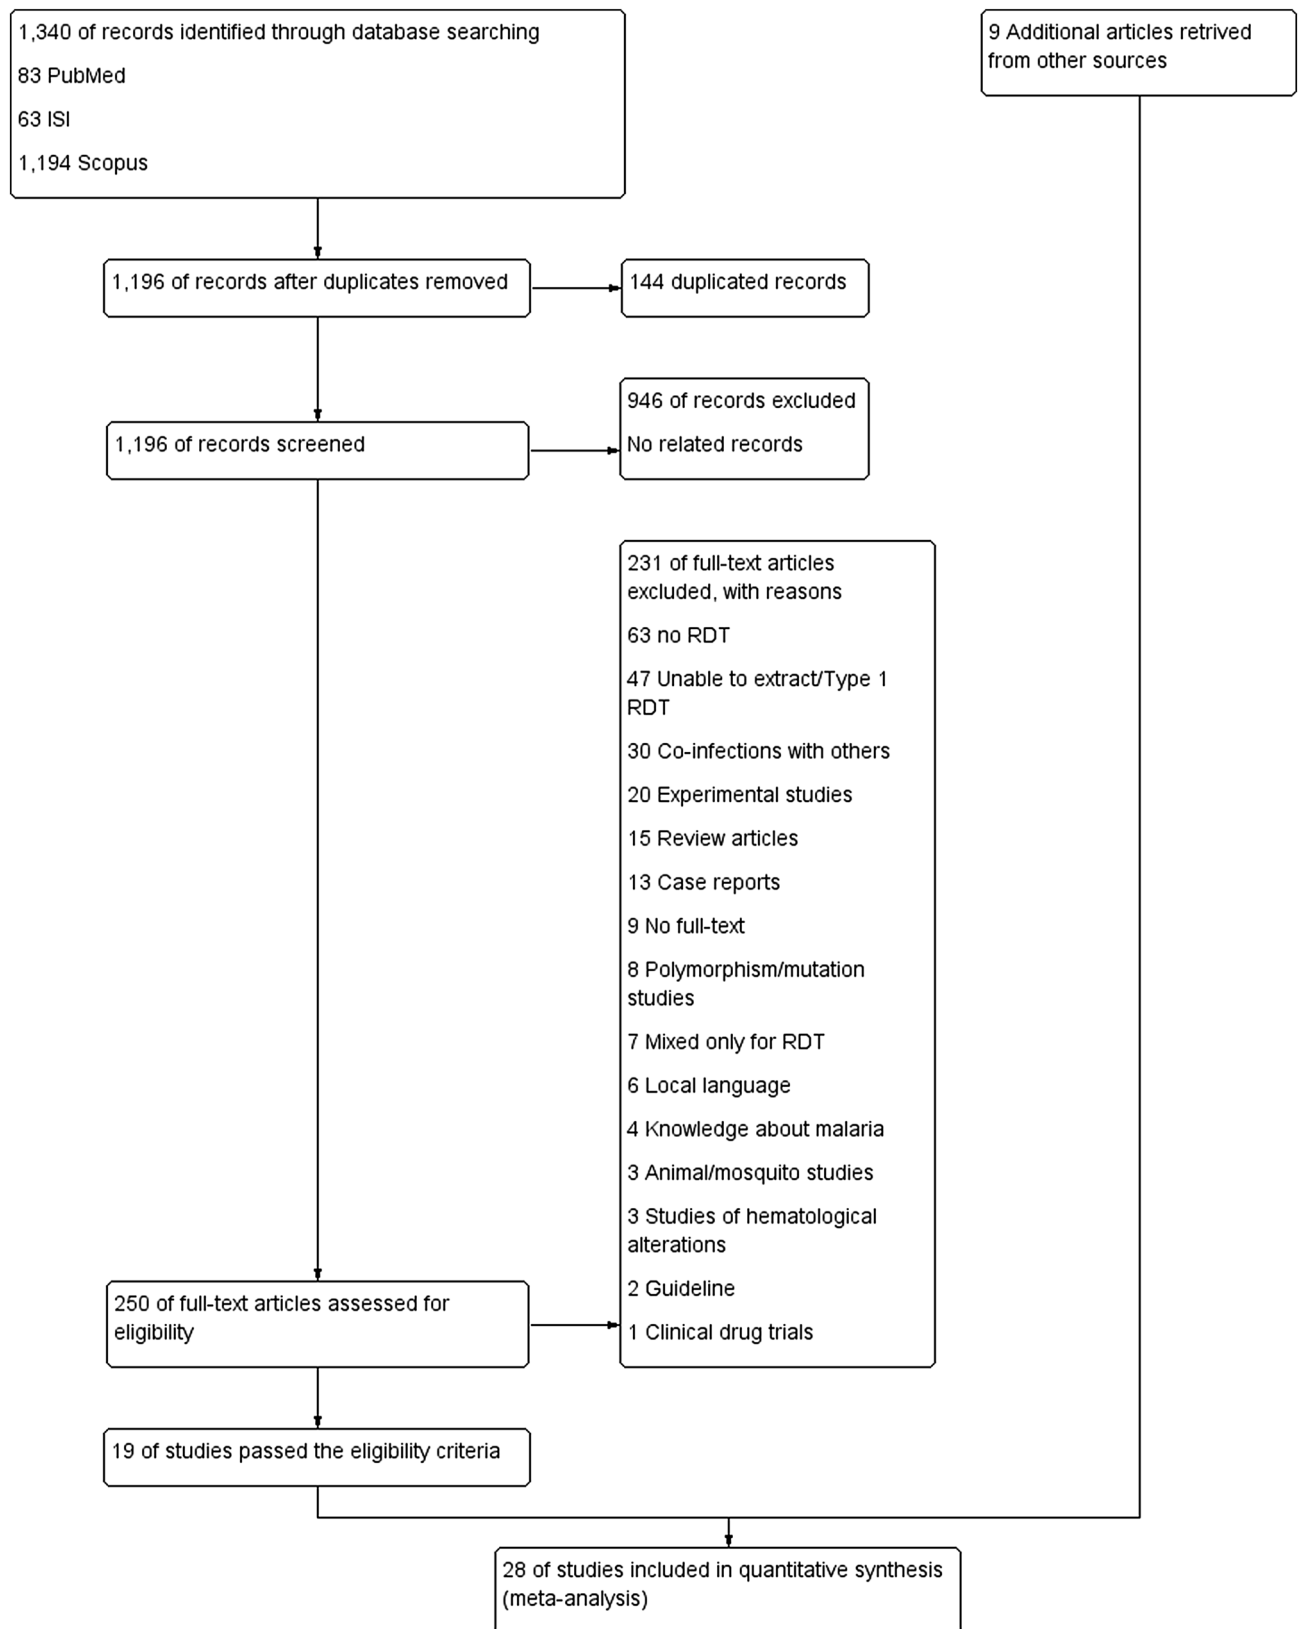 1,340 of records identified through database searching
83 PubMed
63 ISI
1,194 Scopus
9 Additional articles retrived
from other sources
1,196 of records after duplicates removed
144 duplicated records
946 of records excluded
No related records
1,196 of records screened
231 of full-text articles
excluded, with reasons
63 no RDT
47 Unable to extract/Type 1
RDT
30 Co-infections with others
20 Experimental studies
15 Review articles
13 Case reports
9 No full-text
8 Polymorphism/mutation
studies
7 Mixed only for RDT
6 Local language
4 Knowledge about malaria
3 Animal/mosquito studies
3 Studies of hematological
alterations
2 Guideline
1 Clinical drug trials
250 of full-text articles assessed for
eligibility
19 of studies passed the eligibility criteria
28 of studies included in quantitative synthesis
(meta-analysis)